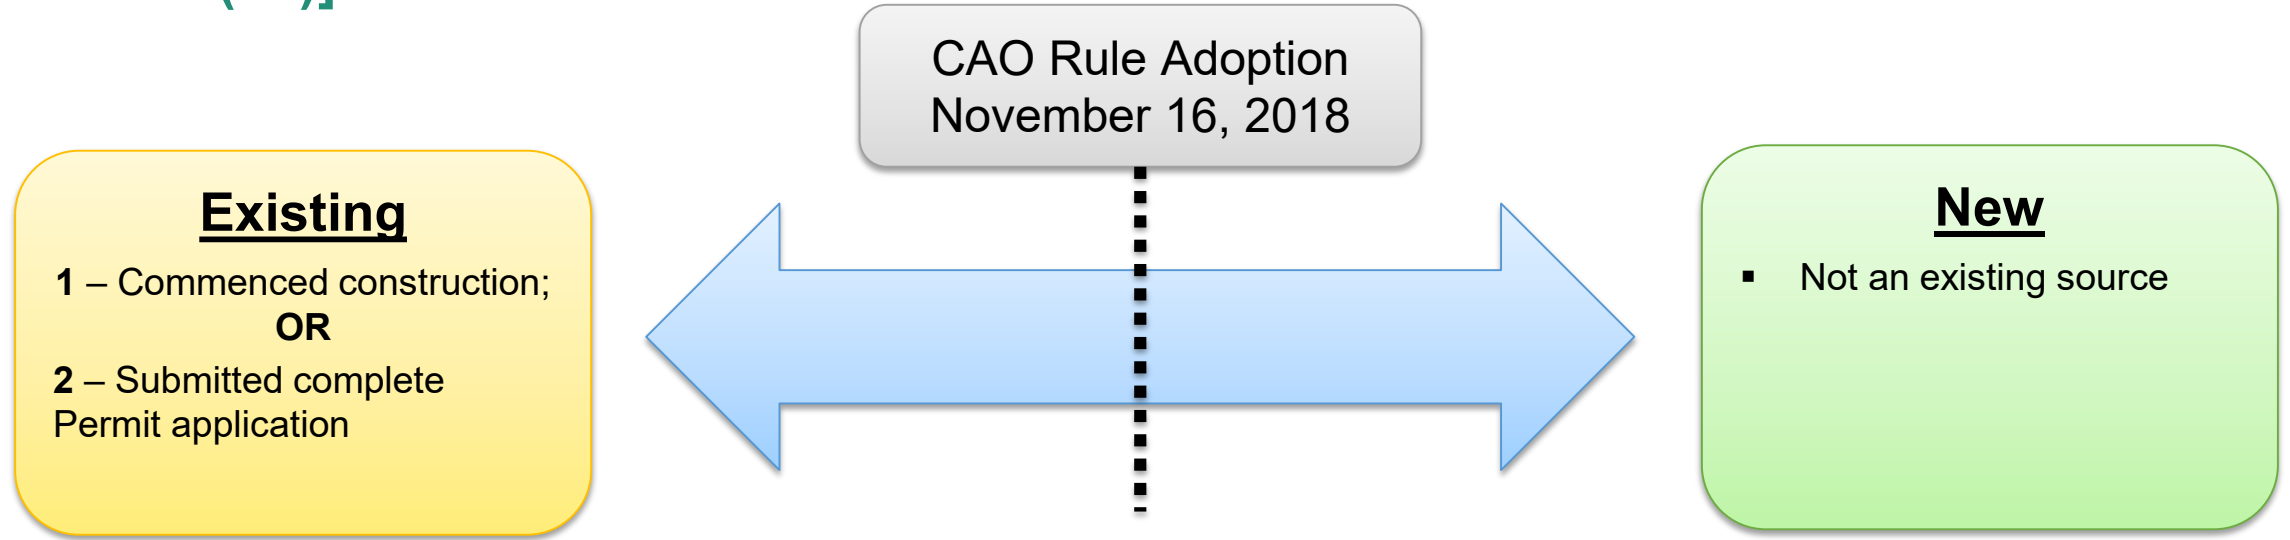 CAO Rule Adoption
November 16, 2018
Existing
1 – Commenced construction;
OR
2 – Submitted complete
Permit application
New
▪ Not an existing source